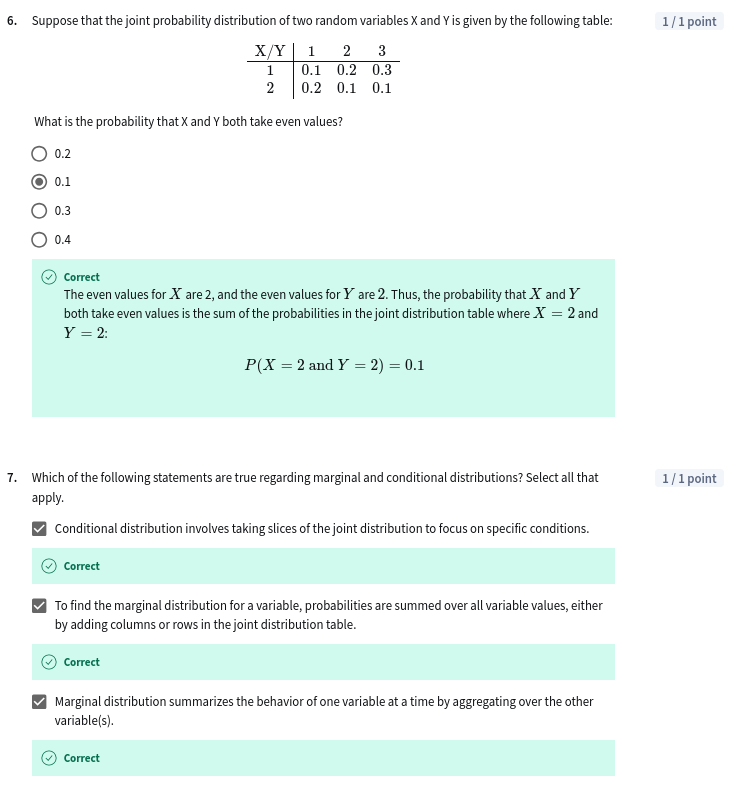 6. Suppose that the joint probability distribution of two random variables X and Y is given by the following table: 1 / 1 point
X/Y 1 2 3
1 0.1 0.2 0.3
2 0.2 0.1 0.1
What is the probability that X and Y both take even values?
0.2
0.1
0.3
0.4
Correct
The even values for X are 2, and the even values for Y are 2. Thus, the probability that X and Y
both take even values is the sum of the probabilities in the joint distribution table where X = 2 and
Y = 2:
P(X = 2 and Y = 2) = 0.1
7. Which of the following statements are true regarding marginal and conditional distributions? Select all that 1 / 1 point
apply.
Conditional distribution involves taking slices of the joint distribution to focus on specific conditions.
Correct
To find the marginal distribution for a variable, probabilities are summed over all variable values, either
by adding columns or rows in the joint distribution table.
Correct
Marginal distribution summarizes the behavior of one variable at a time by aggregating over the other
variable(s).
Correct